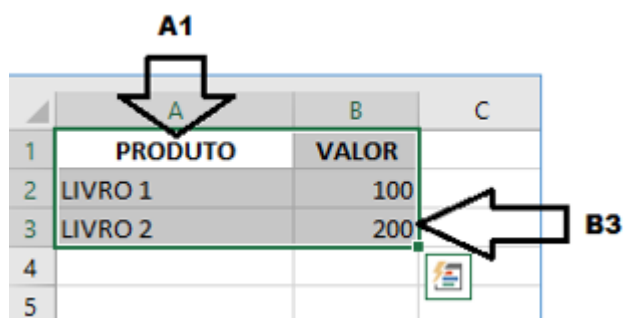 A1
A B C
1 PRODUTO VALOR
2 LIVRO 1 100
3 LIVRO 2 200 B3
4
5